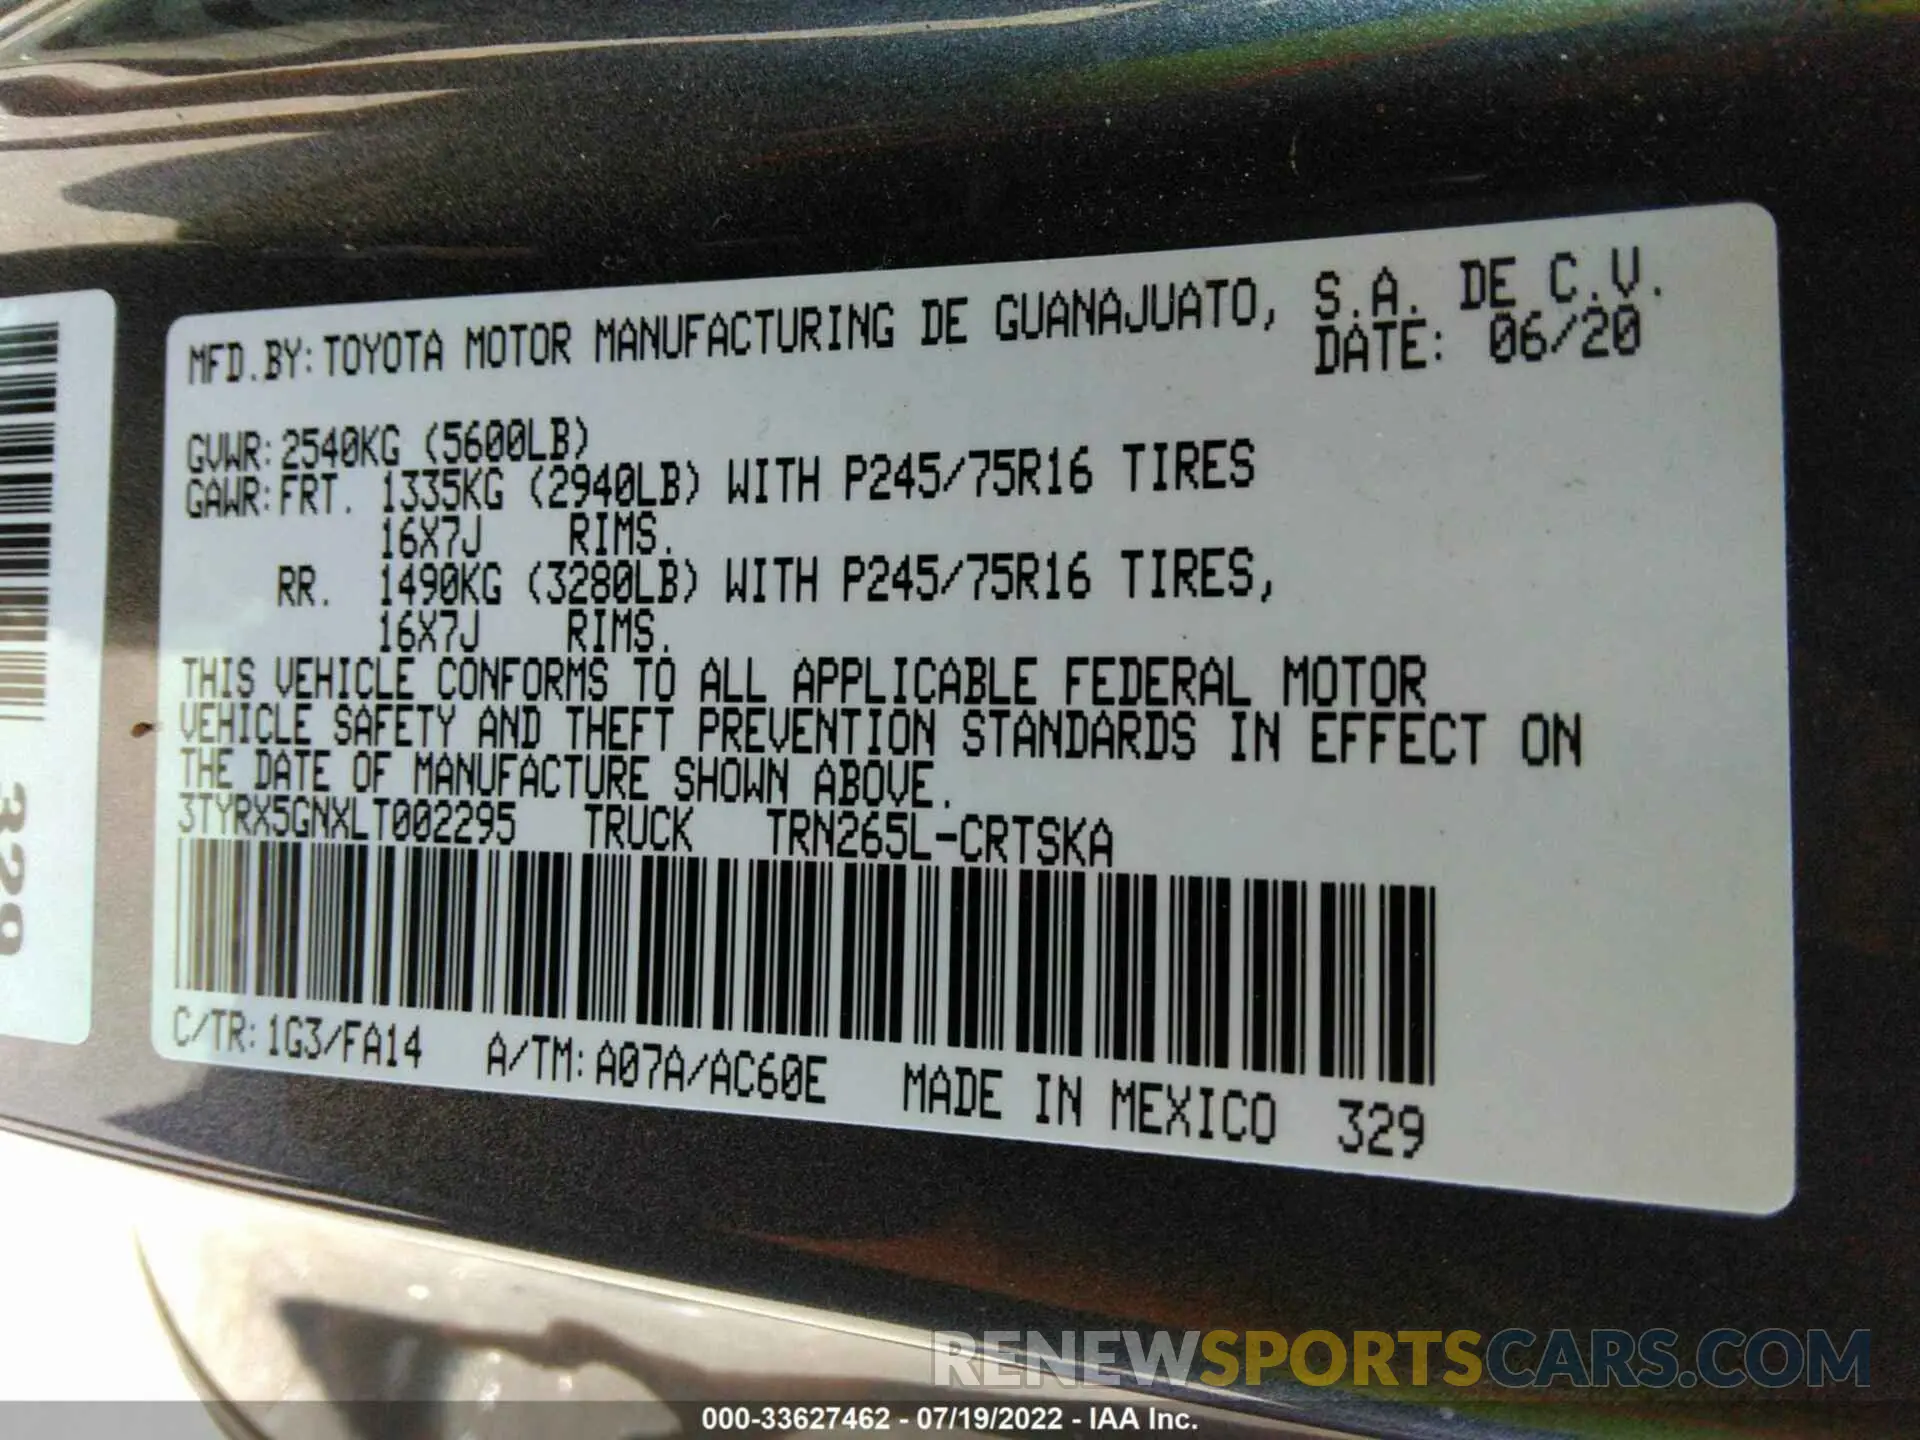 MFD.BY:TOYOTA MOTOR MANUFACTURING DE GUANAJUATO, S.A. DE C.V.
DATE: 06/20
GVWR:2540KG (5600LB)
GAWR:FRT. 1335KG (2940LB) WITH P245/75R16 TIRES
16X7J RIMS.
RR. 1490KG (3280LB) WITH P245/75R16 TIRES,
16X7J RIMS.
THIS VEHICLE CONFORMS TO ALL APPLICABLE FEDERAL MOTOR
VEHICLE SAFETY AND THEFT PREVENTION STANDARDS IN EFFECT ON
THE DATE OF MANUFACTURE SHOWN ABOVE.
3TYRX5GNXLT002295 TRUCK TRN265L-CRTSKA
C/TR:1G3/FA14 A/TM:A07A/AC60E MADE IN MEXICO 329
329
RENEWSPORTSCARS.COM
000-33627462 - 07/19/2022 - IAA Inc.